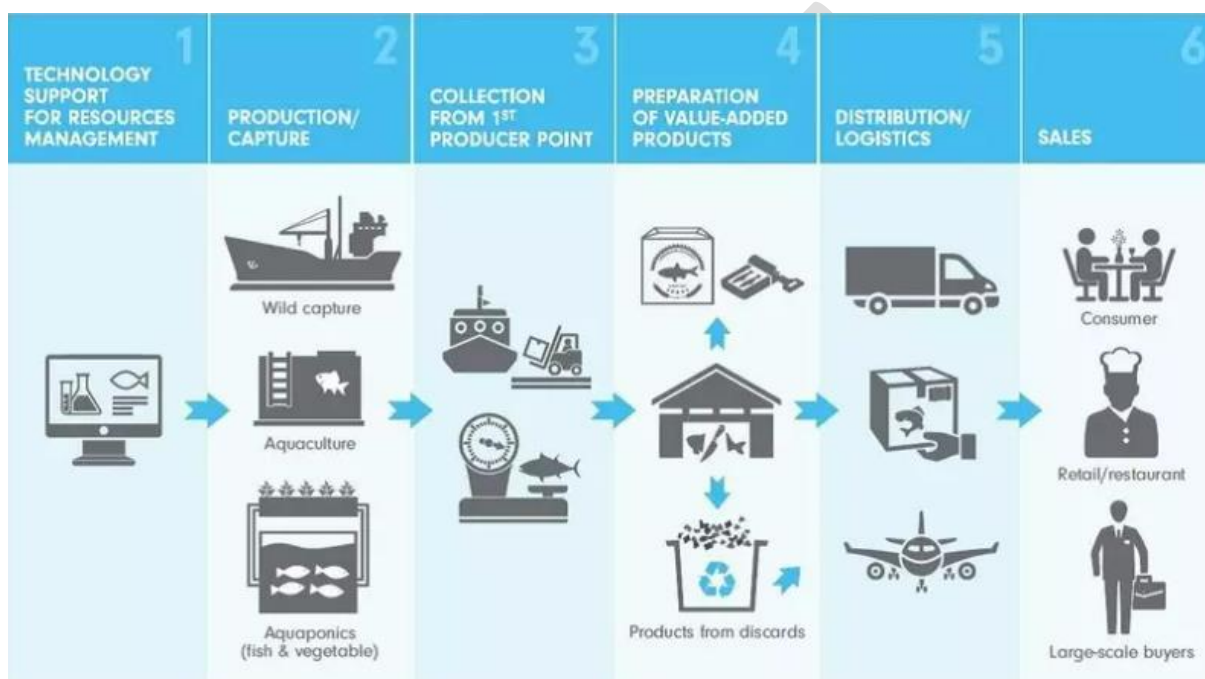 1
TECHNOLOGY
SUPPORT
FOR RESOURCES
MANAGEMENT
2
PRODUCTION/
CAPTURE
3
COLLECTION
FROM 1ST
PRODUCER POINT
4
PREPARATION
OF VALUE-ADDED
PRODUCTS
5
DISTRIBUTION/
LOGISTICS
6
SALES
Wild capture
Aquaculture
Aquaponics
(fish & vegetable)
Products from discards
Consumer
Retail/restaurant
Large-scale buyers